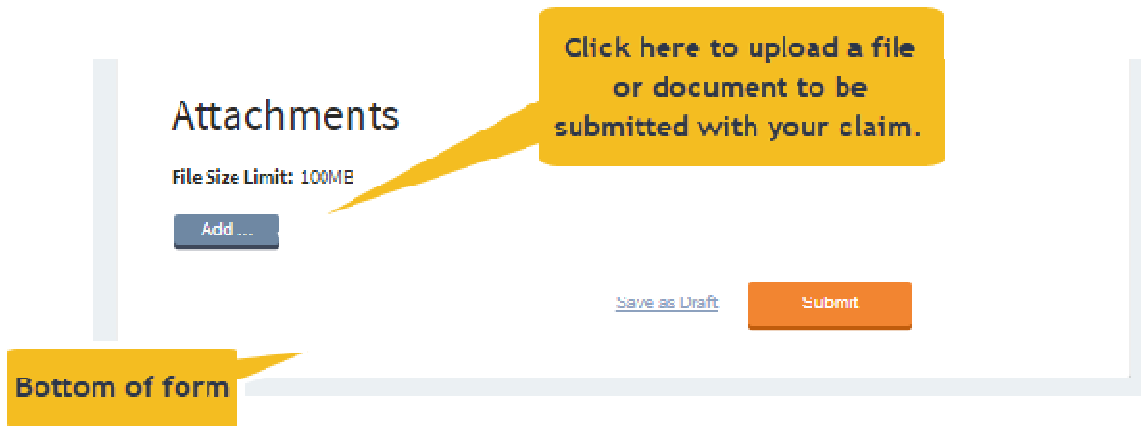 Click here to upload a file
or document to be
submitted with your claim.
Attachments
File Size Limit: 100MB
Add ...
Save as Draft
Submit
Bottom of form